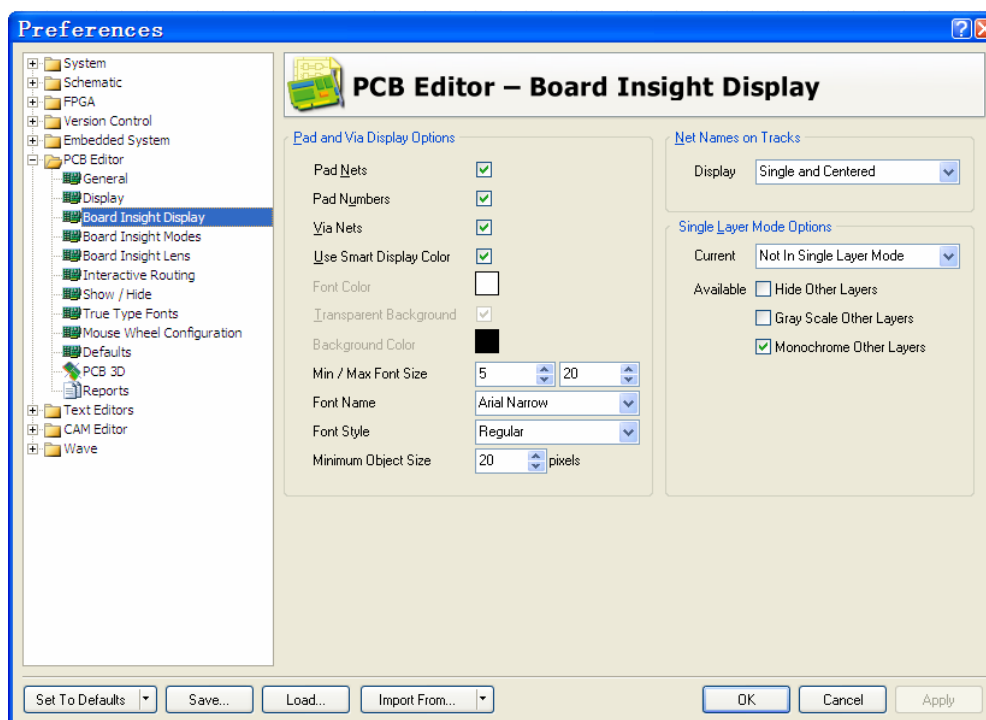 Preferences
System
Schematic
FPGA
Version Control
Embedded System
PCB Editor
General
Display
Board Insight Display
Board Insight Modes
Board Insight Lens
Interactive Routing
Show / Hide
True Type Fonts
Mouse Wheel Configuration
Defaults
PCB 3D
Reports
Text Editors
CAM Editor
Wave
PCB Editor – Board Insight Display
Pad and Via Display Options
Pad Nets
Pad Numbers
Via Nets
Use Smart Display Color
Font Color
Transparent Background
Background Color
Min / Max Font Size 5 20
Font Name Arial Narrow
Font Style Regular
Minimum Object Size 20 pixels
Net Names on Tracks
Display Single and Centered
Single Layer Mode Options
Current Not In Single Layer Mode
Available Hide Other Layers
Gray Scale Other Layers
Monochrome Other Layers
Set To Defaults Save... Load... Import From... OK Cancel Apply